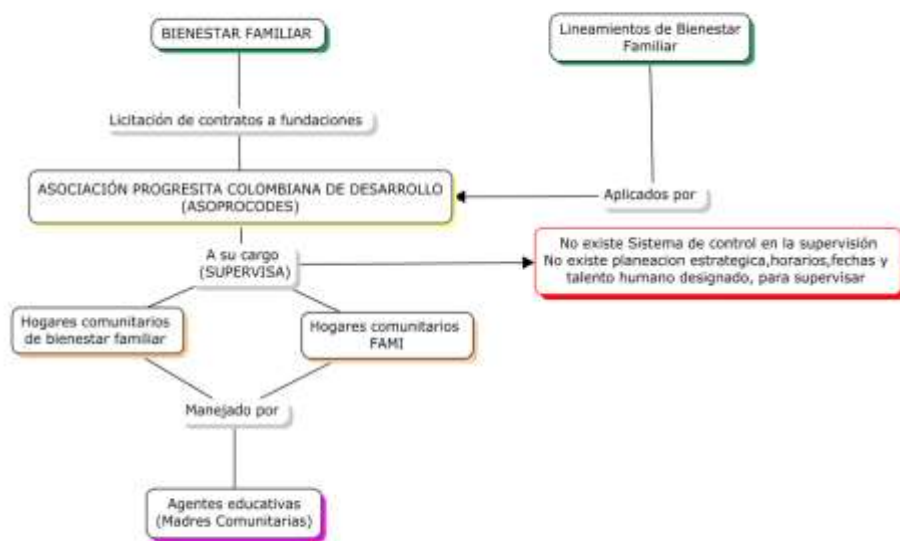 BIENESTAR FAMILIAR
Lineamientos de Bienestar
Familiar
Licitación de contratos a fundaciones
ASOCIACIÓN PROGRESITA COLOMBIANA DE DESARROLLO
(ASOPROCODES)
Aplicados por
A su cargo
(SUPERVISA)
No existe Sistema de control en la supervisión
No existe planeacion estrategica,horarios,fechas y
talento humano designado, para supervisar
Hogares comunitarios
de bienestar familiar
Hogares comunitarios
FAMI
Manejado por
Agentes educativas
(Madres Comunitarias)